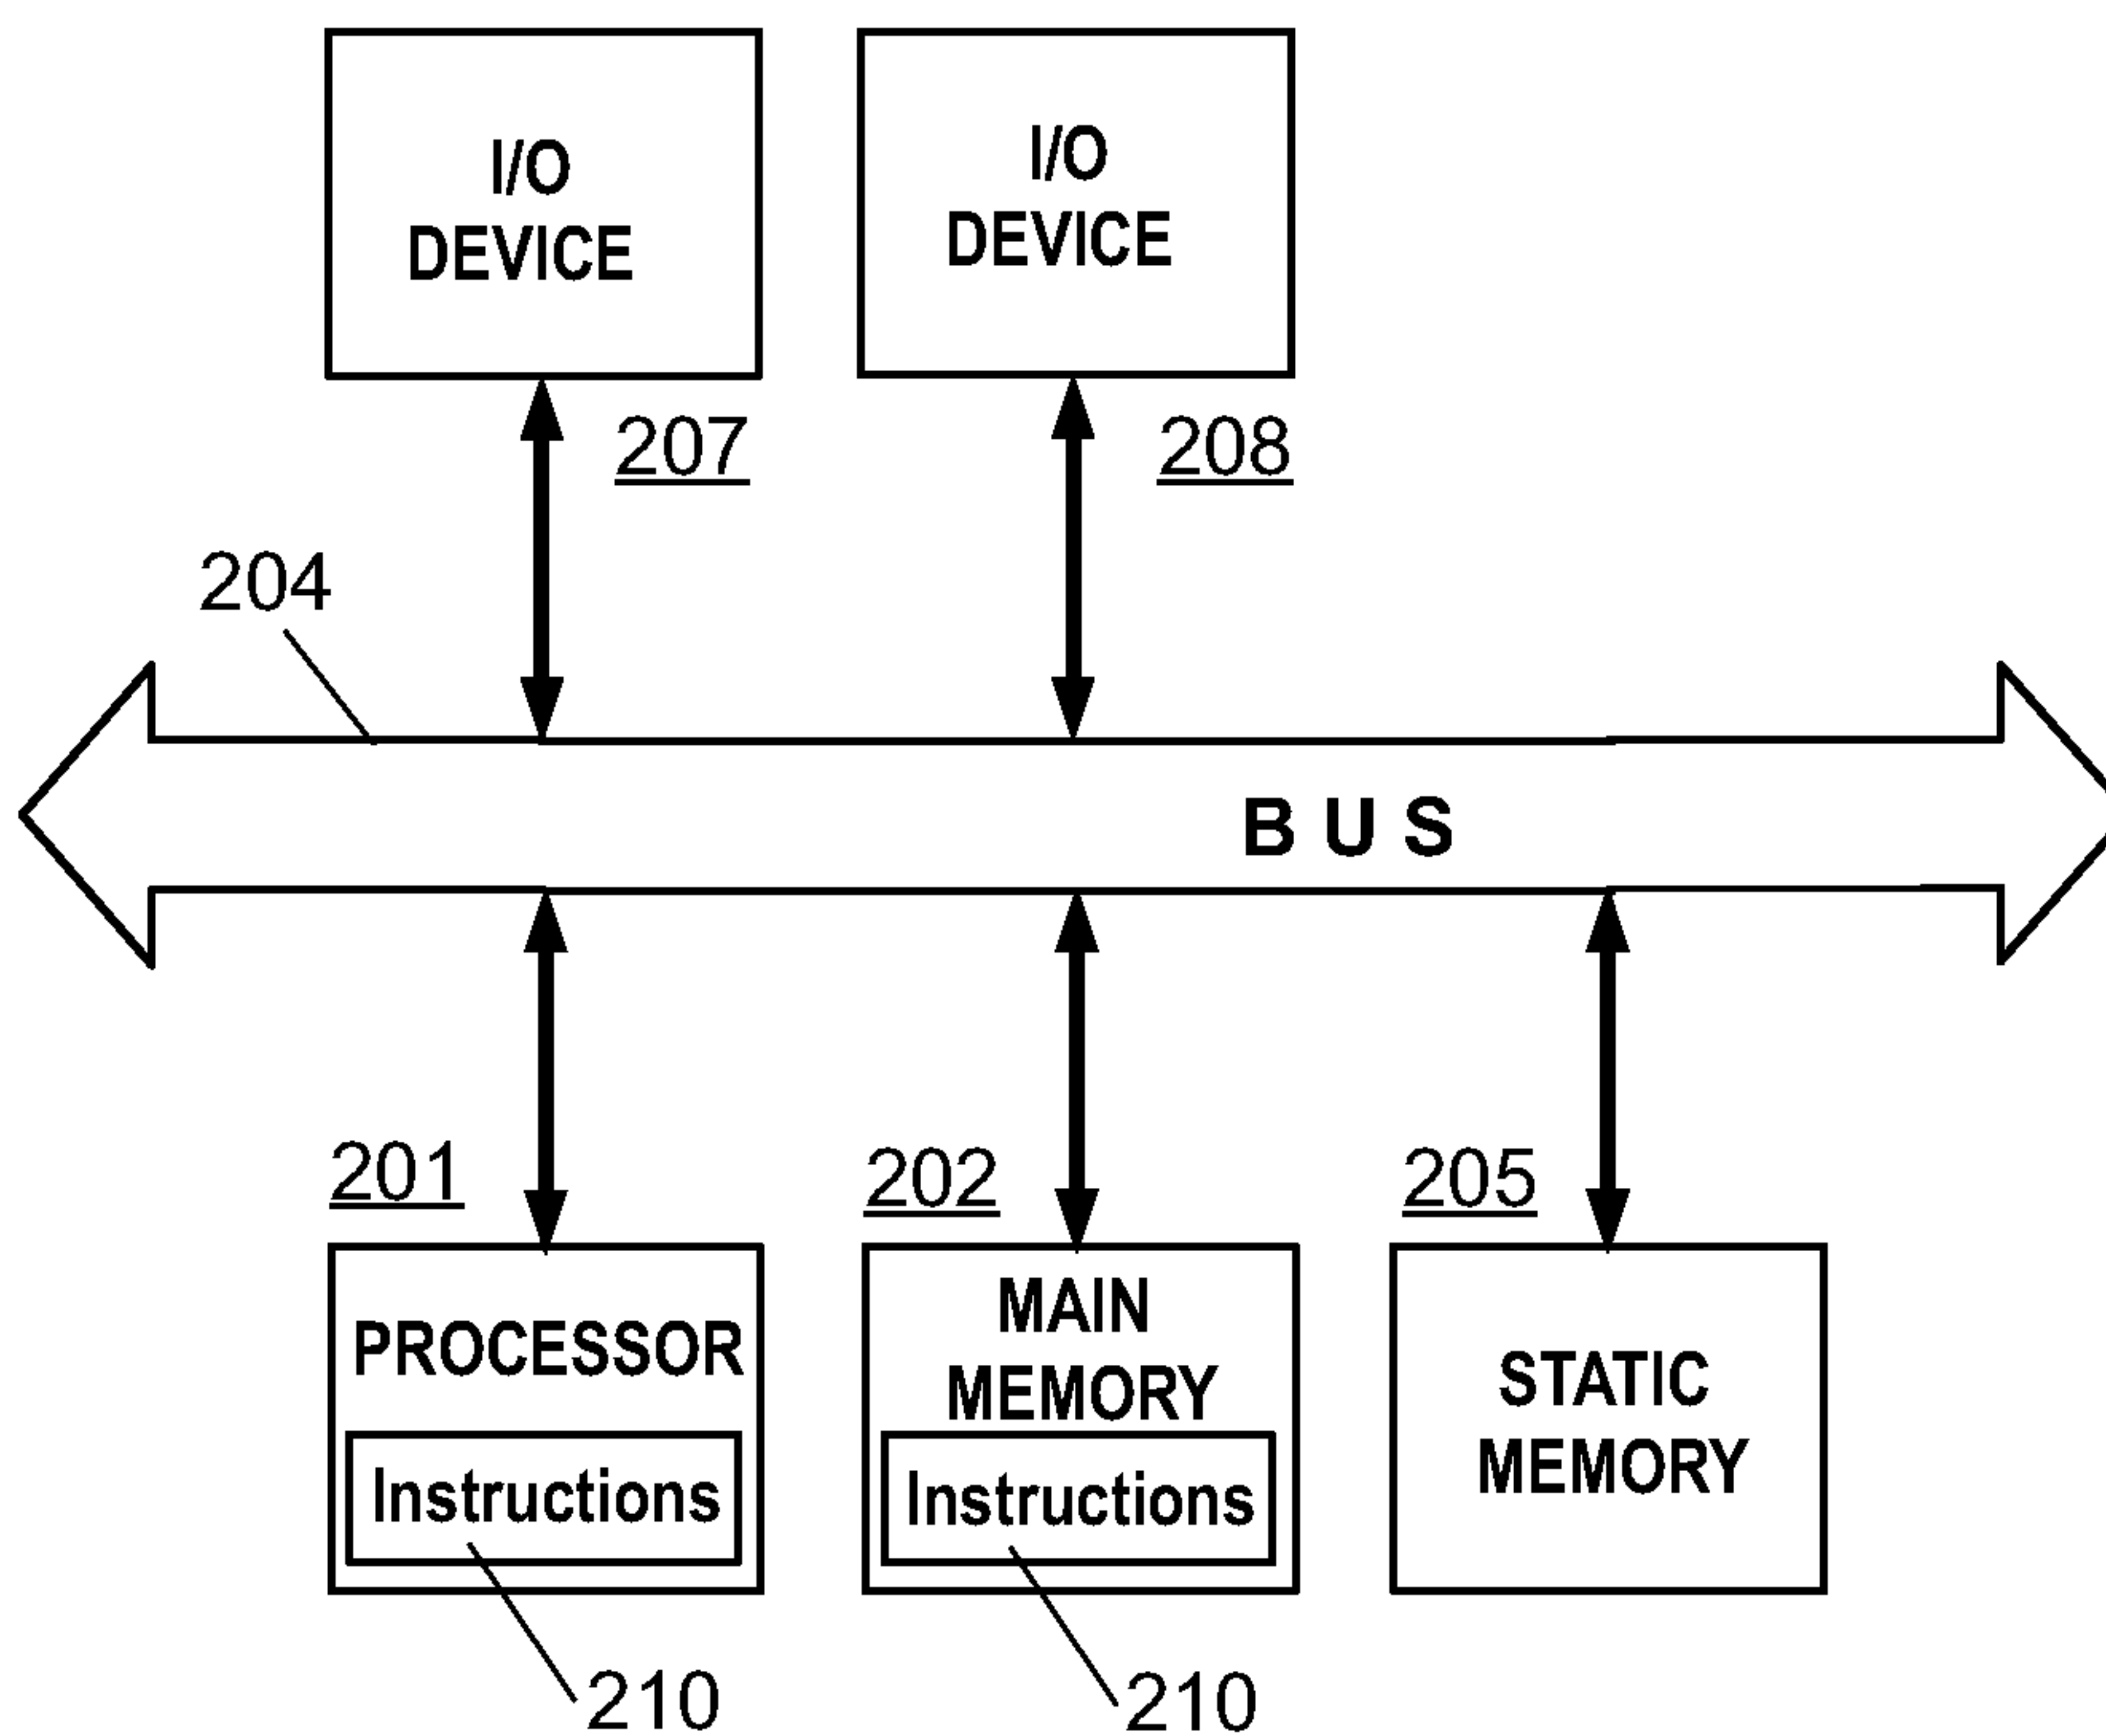 I/O
DEVICE
I/O
DEVICE
207
208
204
B U S
201
202
205
PROCESSOR
Instructions
MAIN
MEMORY
Instructions
STATIC
MEMORY
210
210